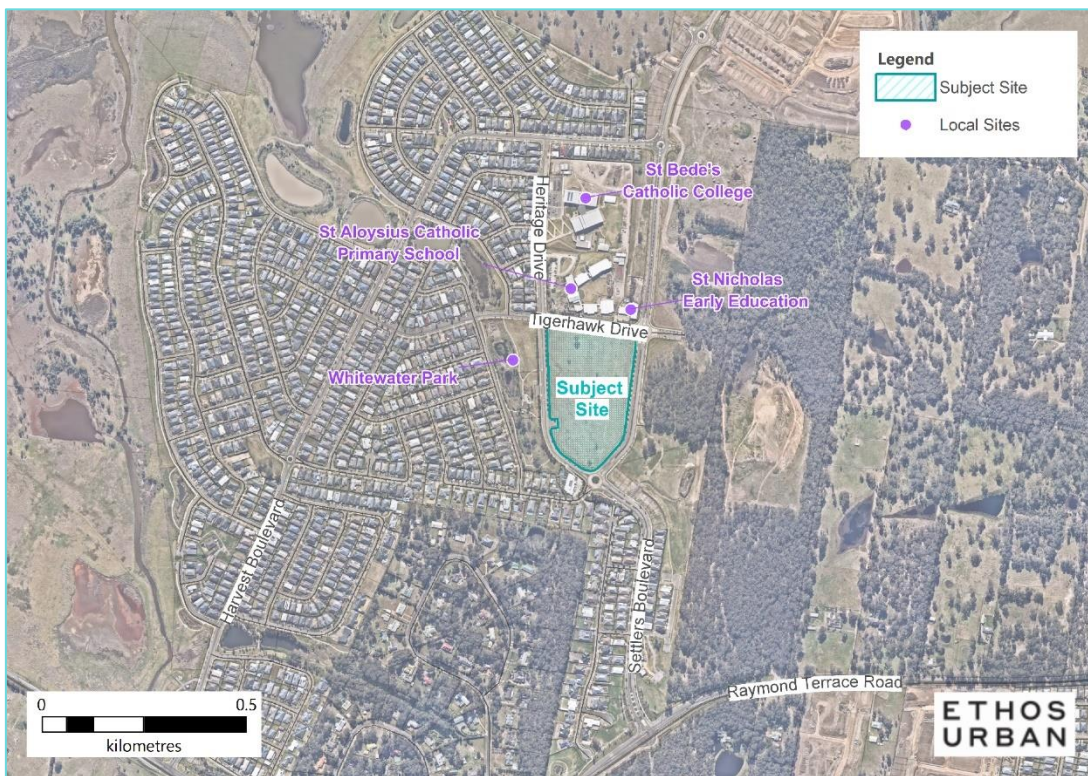 Legend
Subject Site
Local Sites
St Bede's
Catholic College
Heritage Drive
St Aloysius Catholic
Primary School
St Nicholas
Early Education
Tigerhawk Drive
Whitewater Park
Subject
Site
Harvest Boulevard
Settlers Boulevard
Raymond Terrace Road
0 0.5
kilometres
ETHOS
URBAN